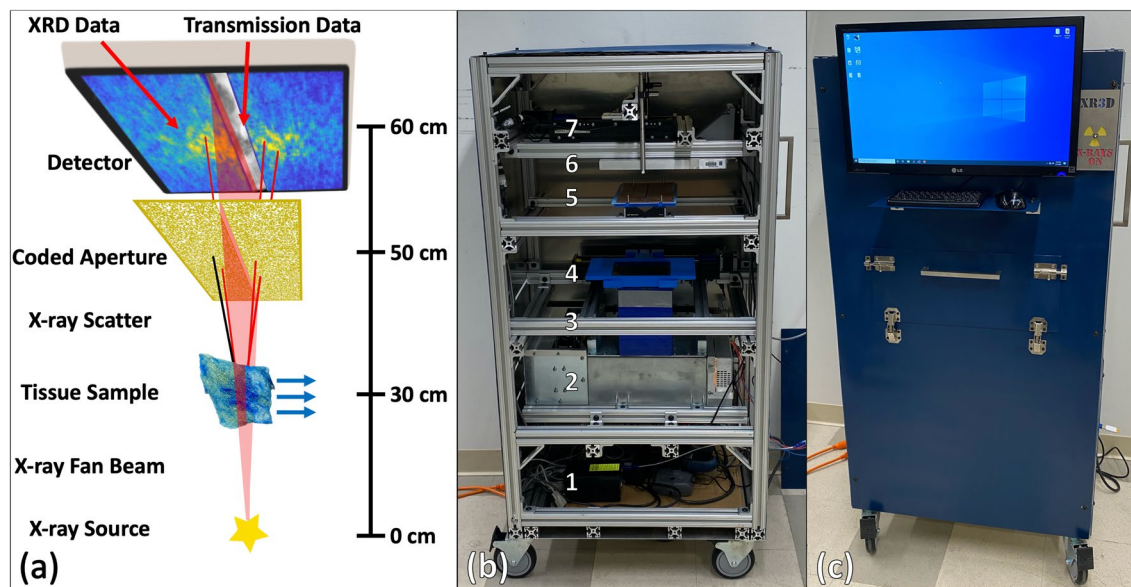 XRD Data
Transmission Data
Detector
60 cm
Coded Aperture
50 cm
X-ray Scatter
Tissue Sample
30 cm
X-ray Fan Beam
X-ray Source
0 cm
(a)
7
6
5
4
3
2
1
(b)
XR3D
X-RAYS
ON
LG
(c)